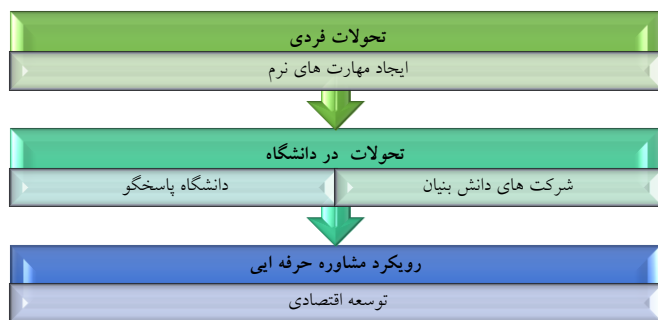 تحولات فردی
ایجاد مهارت های نرم
تحولات در دانشگاه
شرکت های دانش بنیان
دانشگاه پاسخگو
رویکرد مشاوره حرفه ایی
توسعه اقتصادی